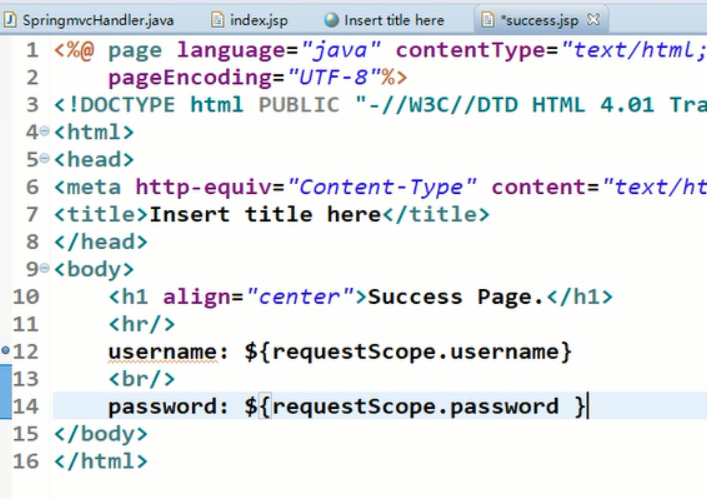 SpringmvcHandler.java index.jsp Insert title here *success.jsp
1 <%@ page language="java" contentType="text/html;
2 pageEncoding="UTF-8"%>
3 <!DOCTYPE html PUBLIC "-//W3C//DTD HTML 4.01 Tra
4 <html>
5 <head>
6 <meta http-equiv="Content-Type" content="text/ht
7 <title>Insert title here</title>
8 </head>
9 <body>
10 <h1 align="center">Success Page.</h1>
11 <hr/>
12 username: ${requestScope.username}
13 <br/>
14 password: ${requestScope.password }
15 </body>
16 </html>